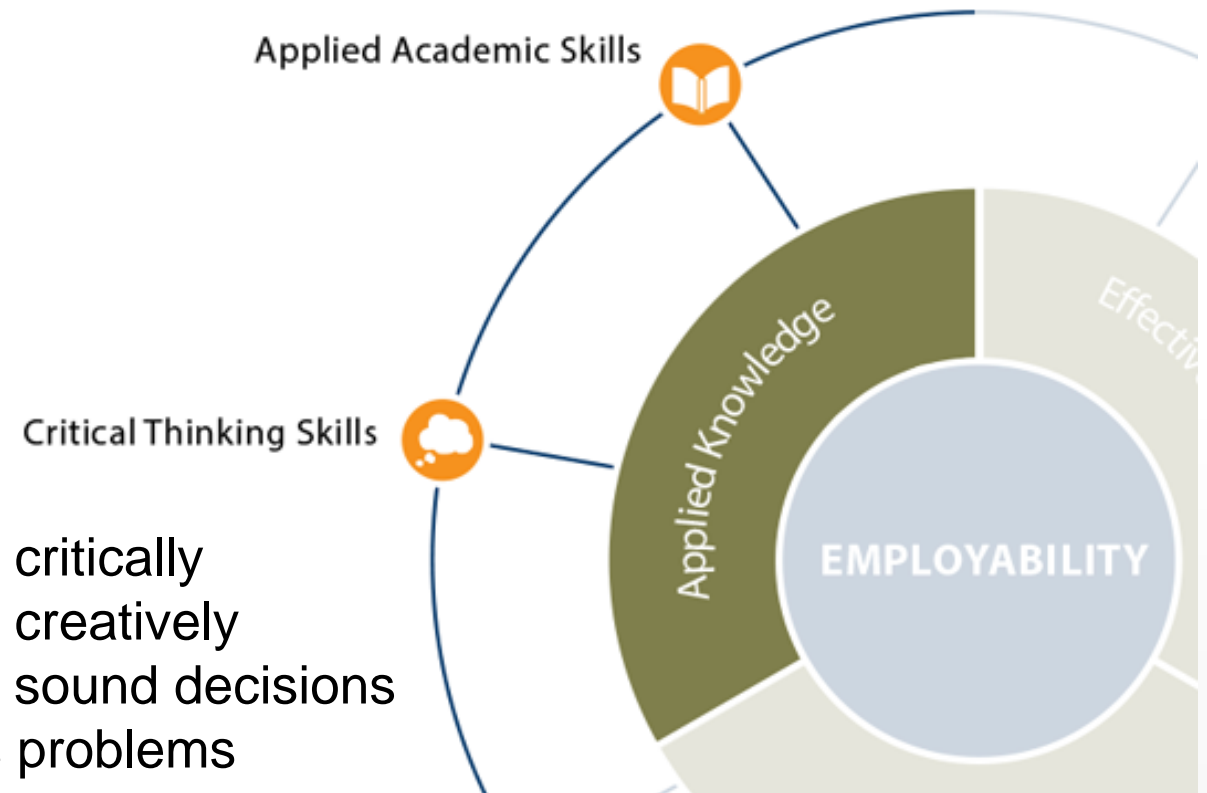 Applied Academic Skills
Critical Thinking Skills
critically
creatively
sound decisions
problems
Applied Knowledge
EMPLOYABILITY